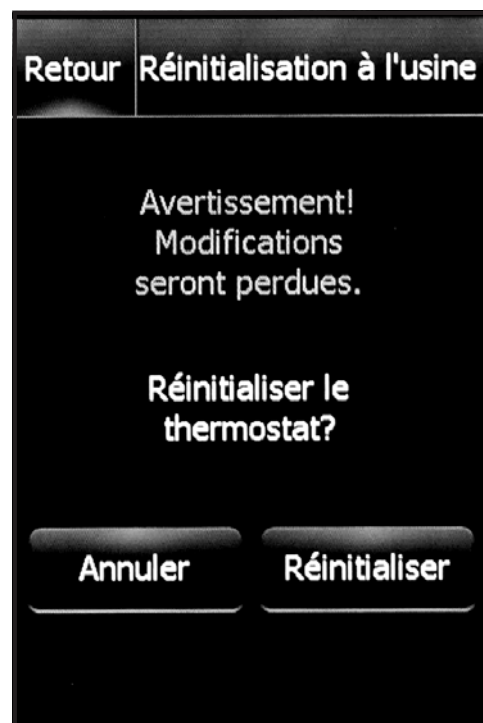 Retour Réinitialisation à l'usine
Avertissement!
Modifications
seront perdues.
Réinitialiser le
thermostat?
Annuler Réinitialiser